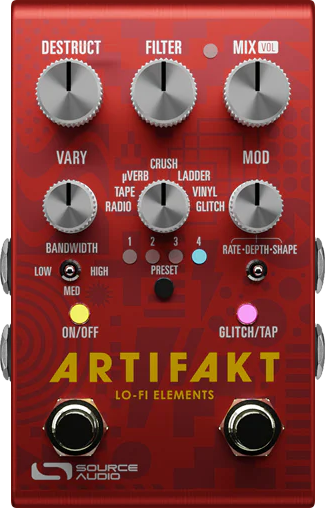 DESTRUCT FILTER MIX VOL
VARY MOD
CRUSH
µVERB LADDER
TAPE VINYL
RADIO GLITCH
1 2 3 4
BANDWIDTH RATE•DEPTH•SHAPE
LOW HIGH PRESET
MED
ON/OFF GLITCH/TAP
ARTIFAKT
LO-FI ELEMENTS
SOURCE
AUDIO